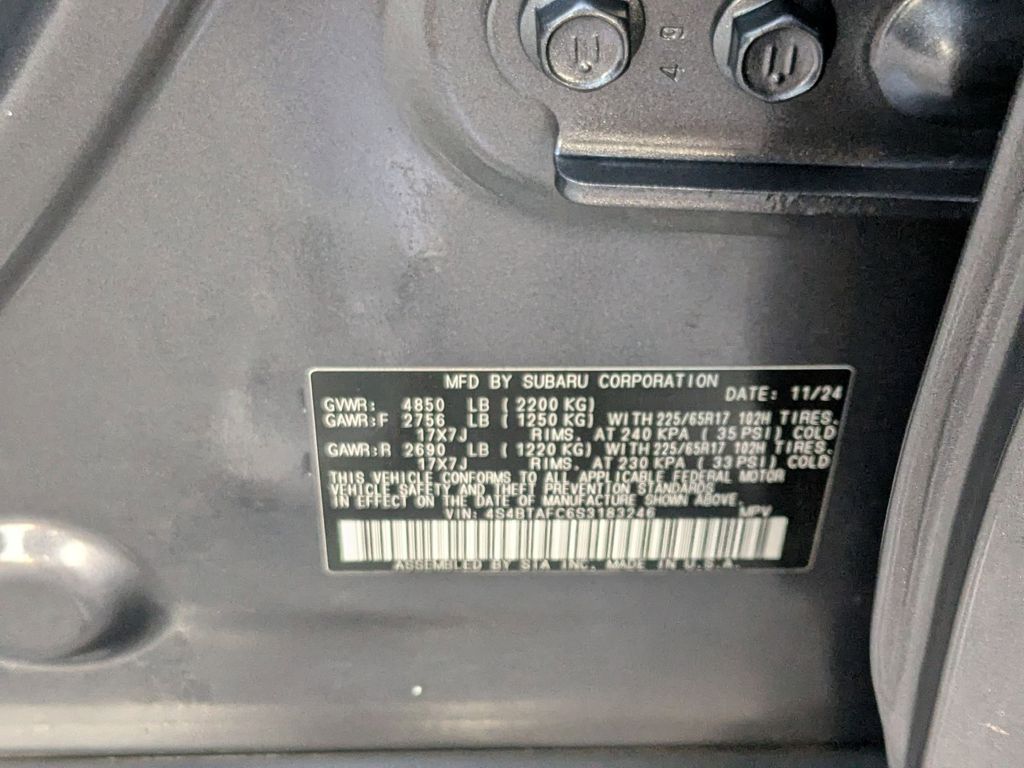 4 9
MFD BY SUBARU CORPORATION DATE: 11/24
GVWR: 4850 LB ( 2200 KG)
GAWR:F 2756 LB ( 1250 KG) WITH 225/65R17 102H TIRES,
17X7J RIMS, AT 240 KPA ( 35 PSI) COLD
GAWR:R 2690 LB ( 1220 KG) WITH 225/65R17 102H TIRES,
17X7J RIMS, AT 230 KPA ( 33 PSI) COLD
THIS VEHICLE CONFORMS TO ALL APPLICABLE FEDERAL MOTOR
VEHICLE SAFETY AND THEFT PREVENTION STANDARDS
IN EFFECT ON THE DATE OF MANUFACTURE SHOWN ABOVE.
VIN: 4S4BTAFC6S3183246 MPV
ASSEMBLED BY SIA INC. MADE IN U.S.A.